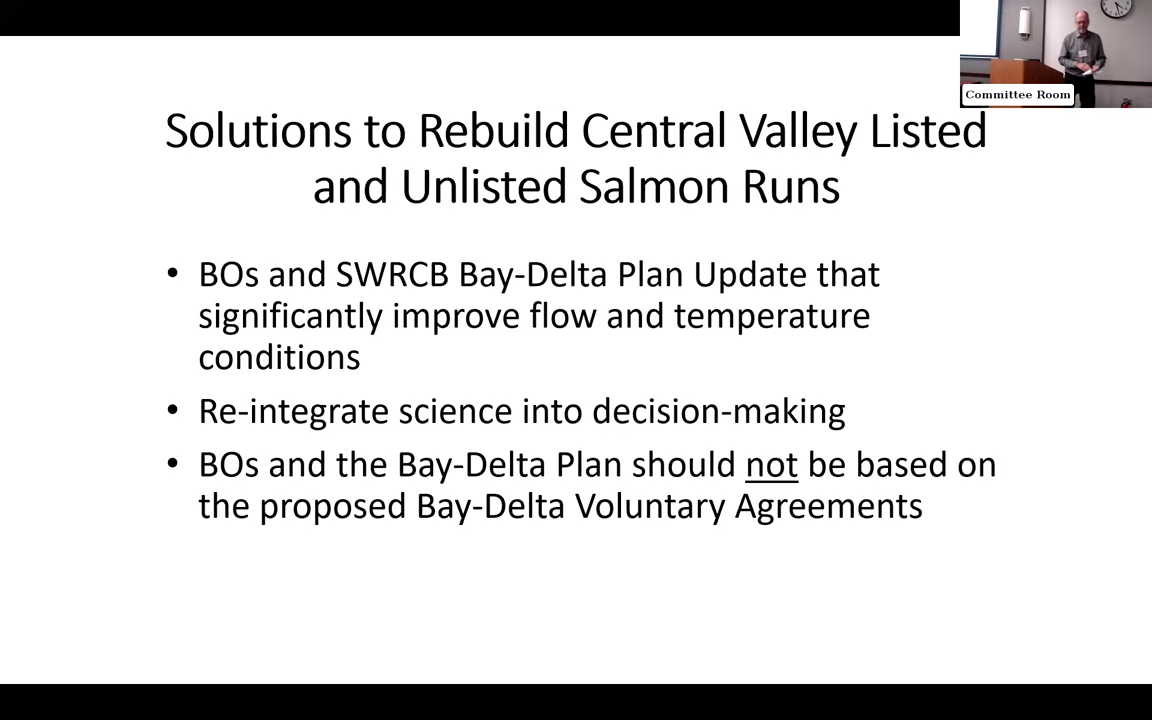 Committee Room
Solutions to Rebuild Central Valley Listed
and Unlisted Salmon Runs
• BOs and SWRCB Bay-Delta Plan Update that
significantly improve flow and temperature
conditions
• Re-integrate science into decision-making
• BOs and the Bay-Delta Plan should not be based on
the proposed Bay-Delta Voluntary Agreements